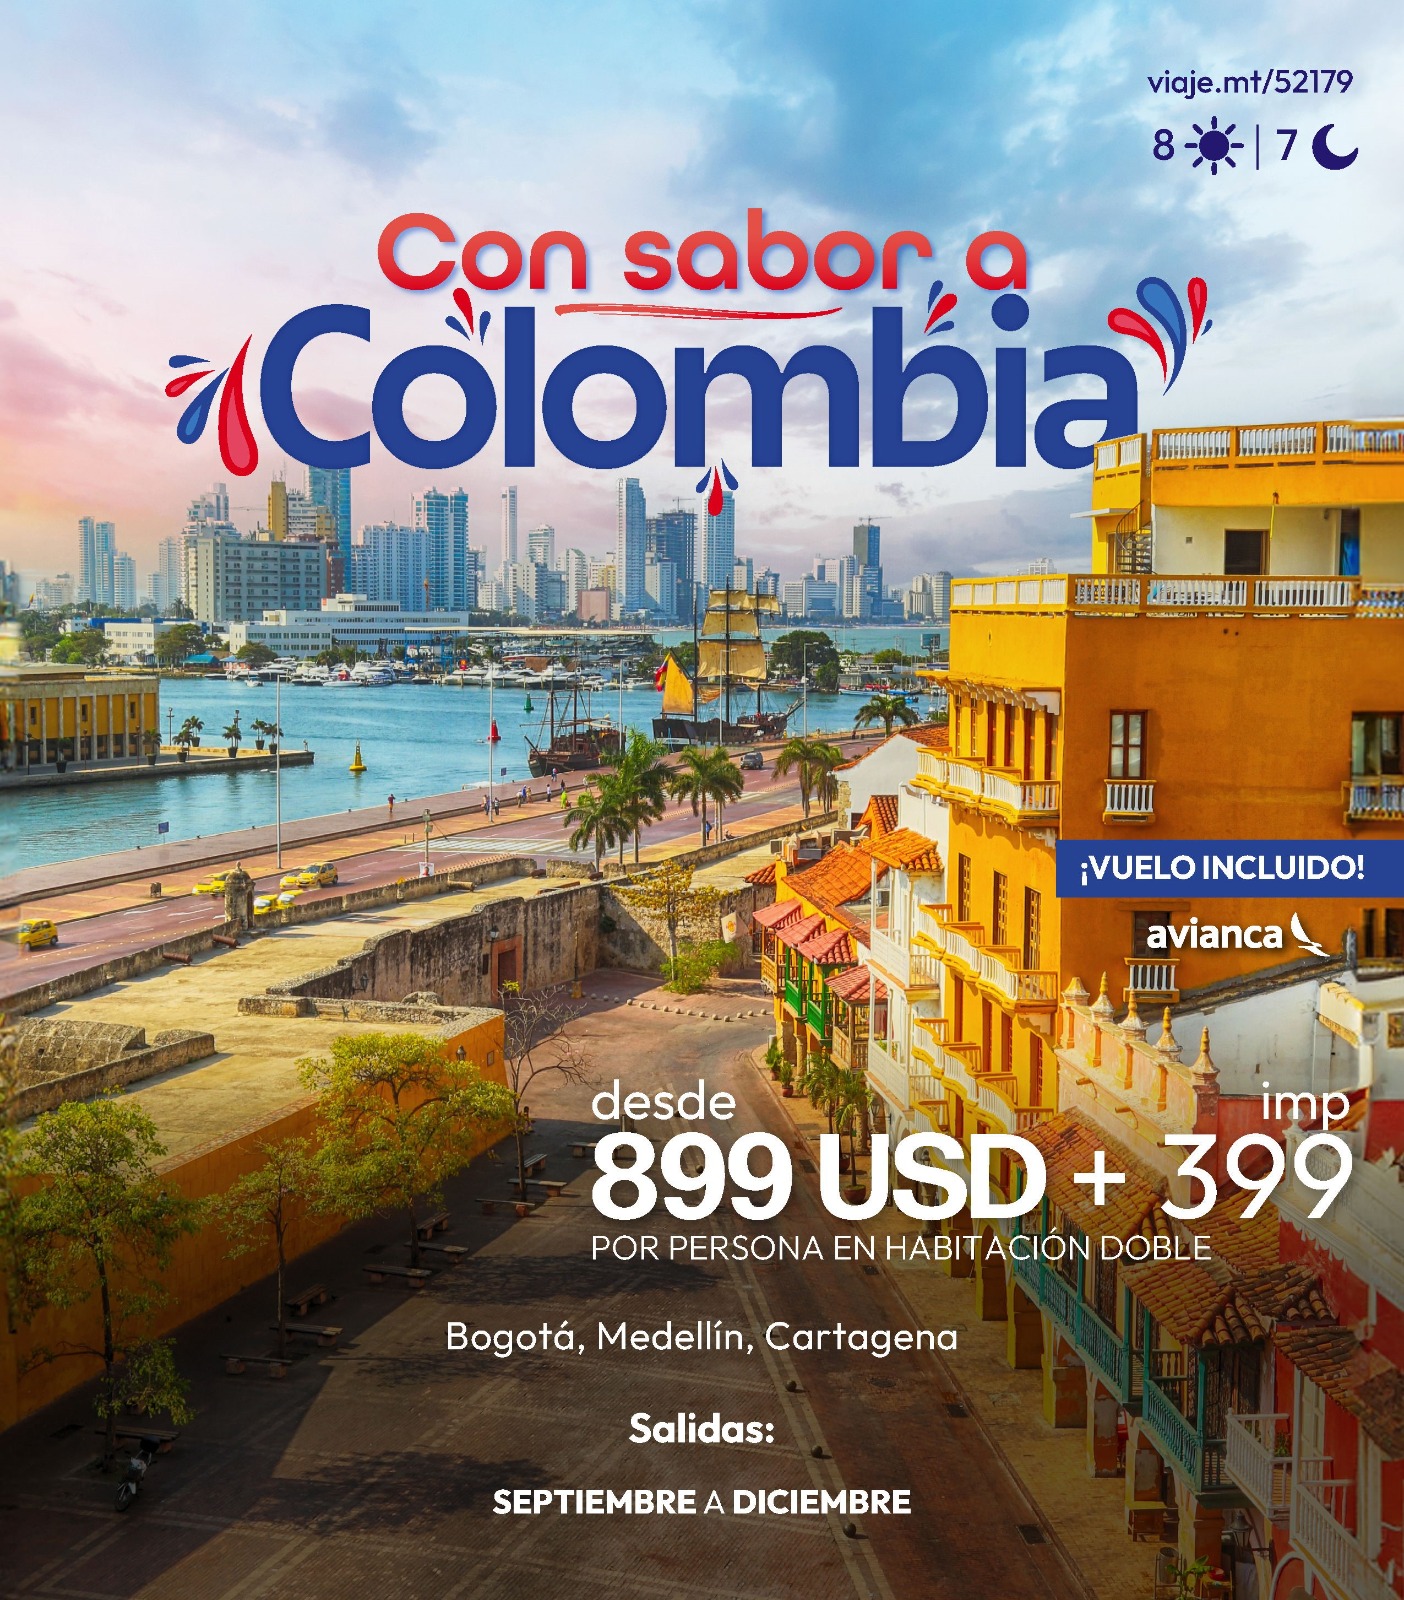 viaje.mt/52179
8 | 7
Con sabor a
Colombia
¡VUELO INCLUIDO!
avianca
desde
imp
899 USD + 399
POR PERSONA EN HABITACIÓN DOBLE
Bogotá, Medellín, Cartagena
Salidas:
SEPTIEMBRE A DICIEMBRE